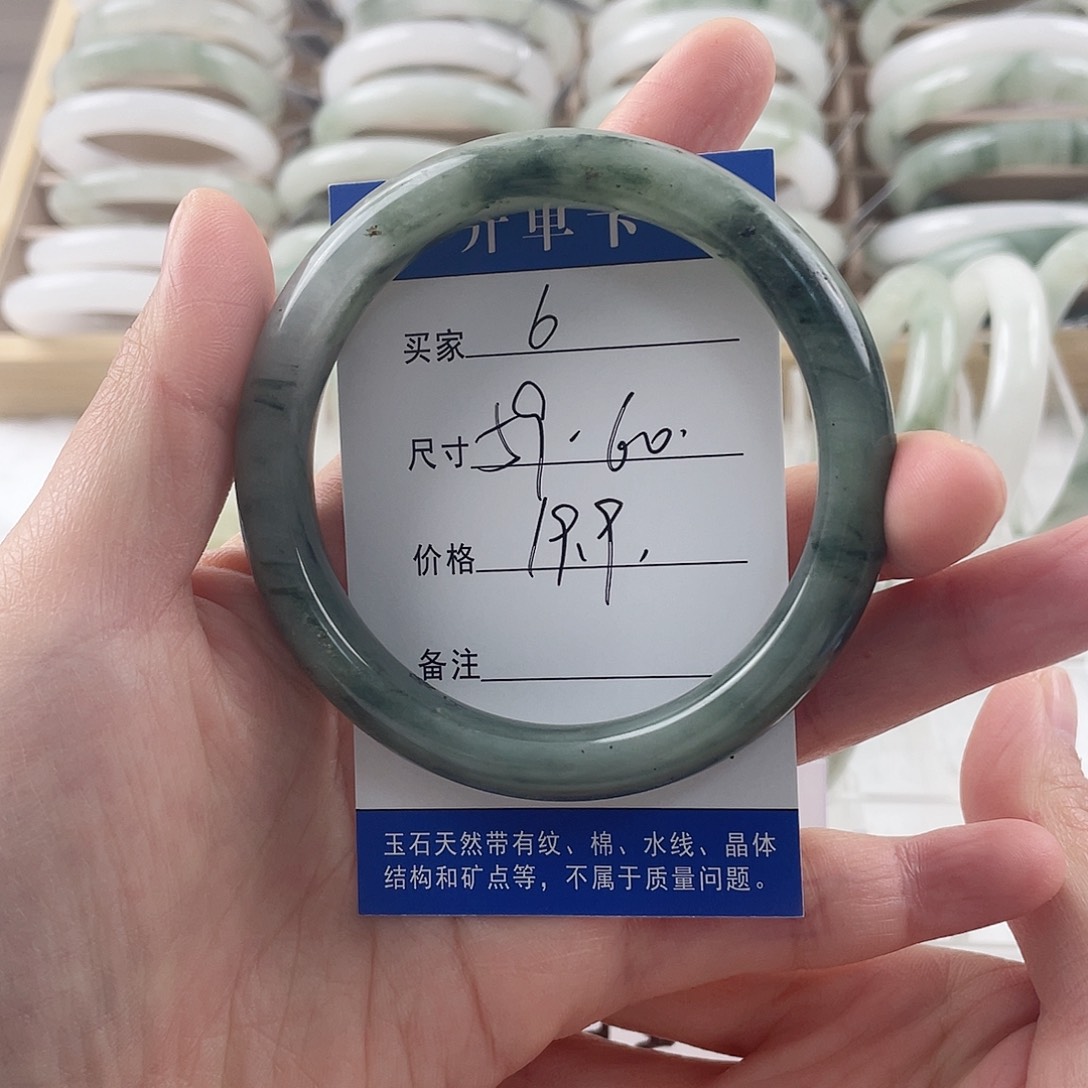 开单卡
买家 6
尺寸 59.60.
价格
备注
玉石天然带有纹、棉、水线、晶体
结构和矿点等，不属于质量问题。